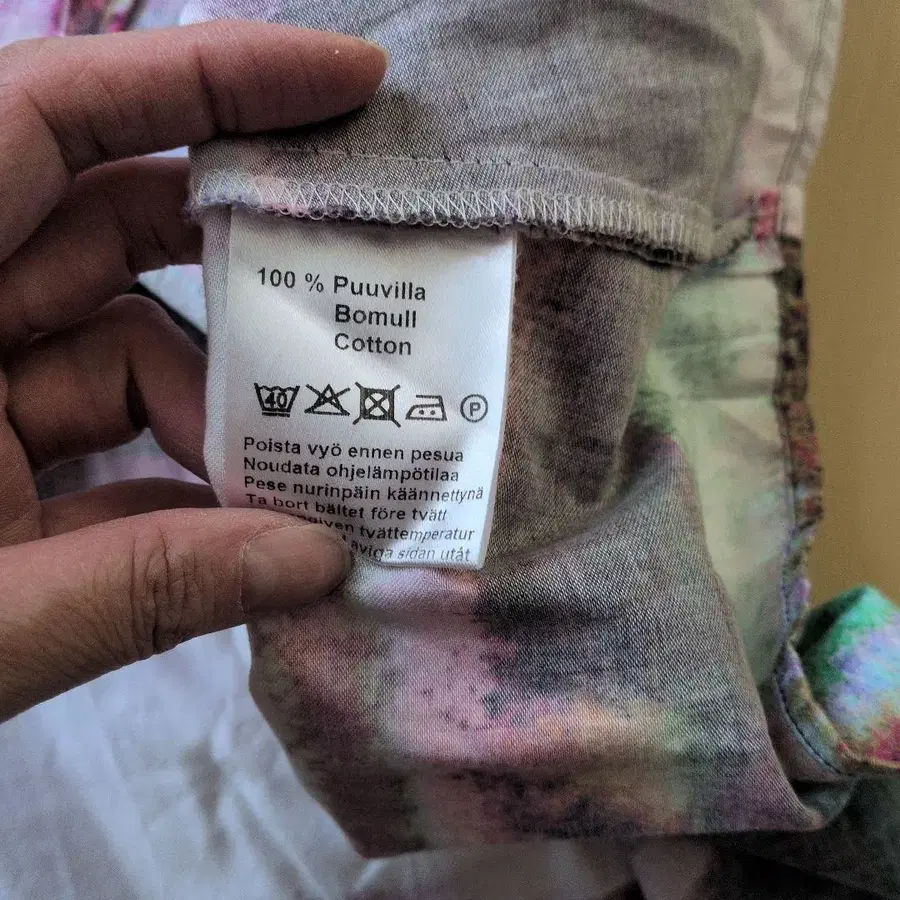 100 % Puuvilla
Bomull
Cotton
40 P
Poista vyö ennen pesua
Noudata ohjelämpötilaa
Pese nurinpäin käännettynä
Ta bort bältet före tvätt
tvättemperatur
aviga sidan utåt